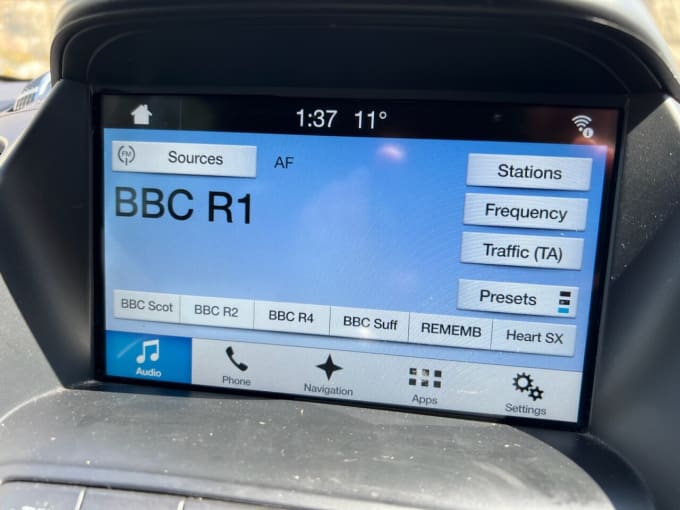 1:37 11°
FM Sources AF Stations
BBC R1 Frequency
Traffic (TA)
Presets
BBC Scot BBC R2 BBC R4 BBC Suff REMEMB Heart SX
Audio Phone Navigation Apps Settings